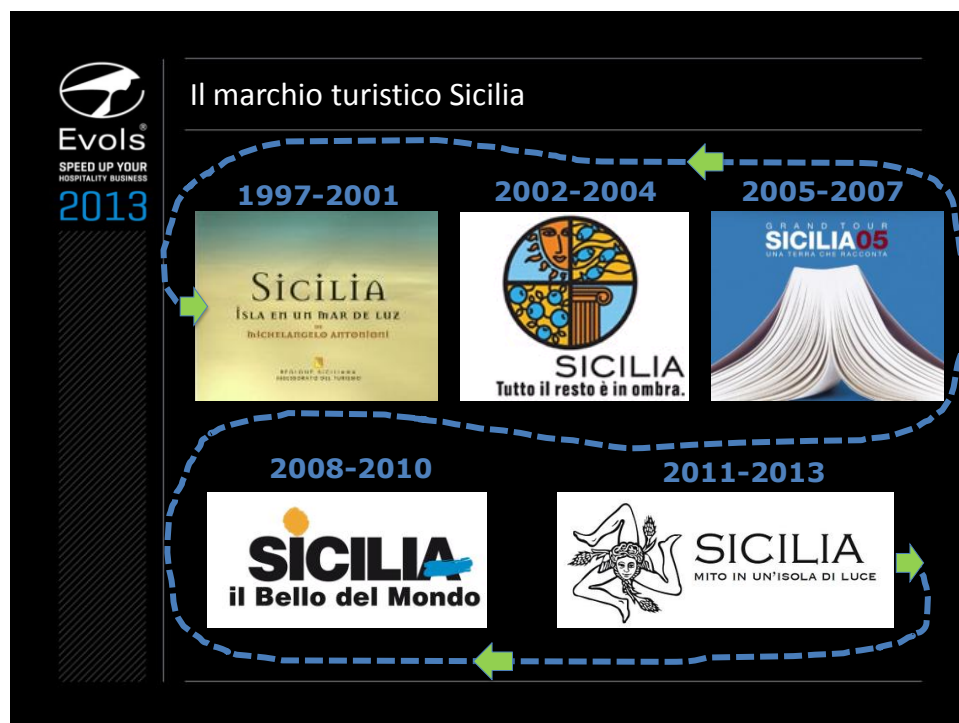 Evols®
SPEED UP YOUR
HOSPITALITY BUSINESS
2013
Il marchio turistico Sicilia
1997-2001
SICILIA
ISLA EN UN MAR DE LUZ
DE
MICHELANGELO ANTONIONI
REGIONE SICILIANA
ASSESSORATO DEL TURISMO
2002-2004
SICILIA
Tutto il resto è in ombra.
2005-2007
GRAND TOUR
SICILIA05
UNA TERRA CHE RACCONTA
2008-2010
SICILIA
il Bello del Mondo
2011-2013
SICILIA
MITO IN UN'ISOLA DI LUCE